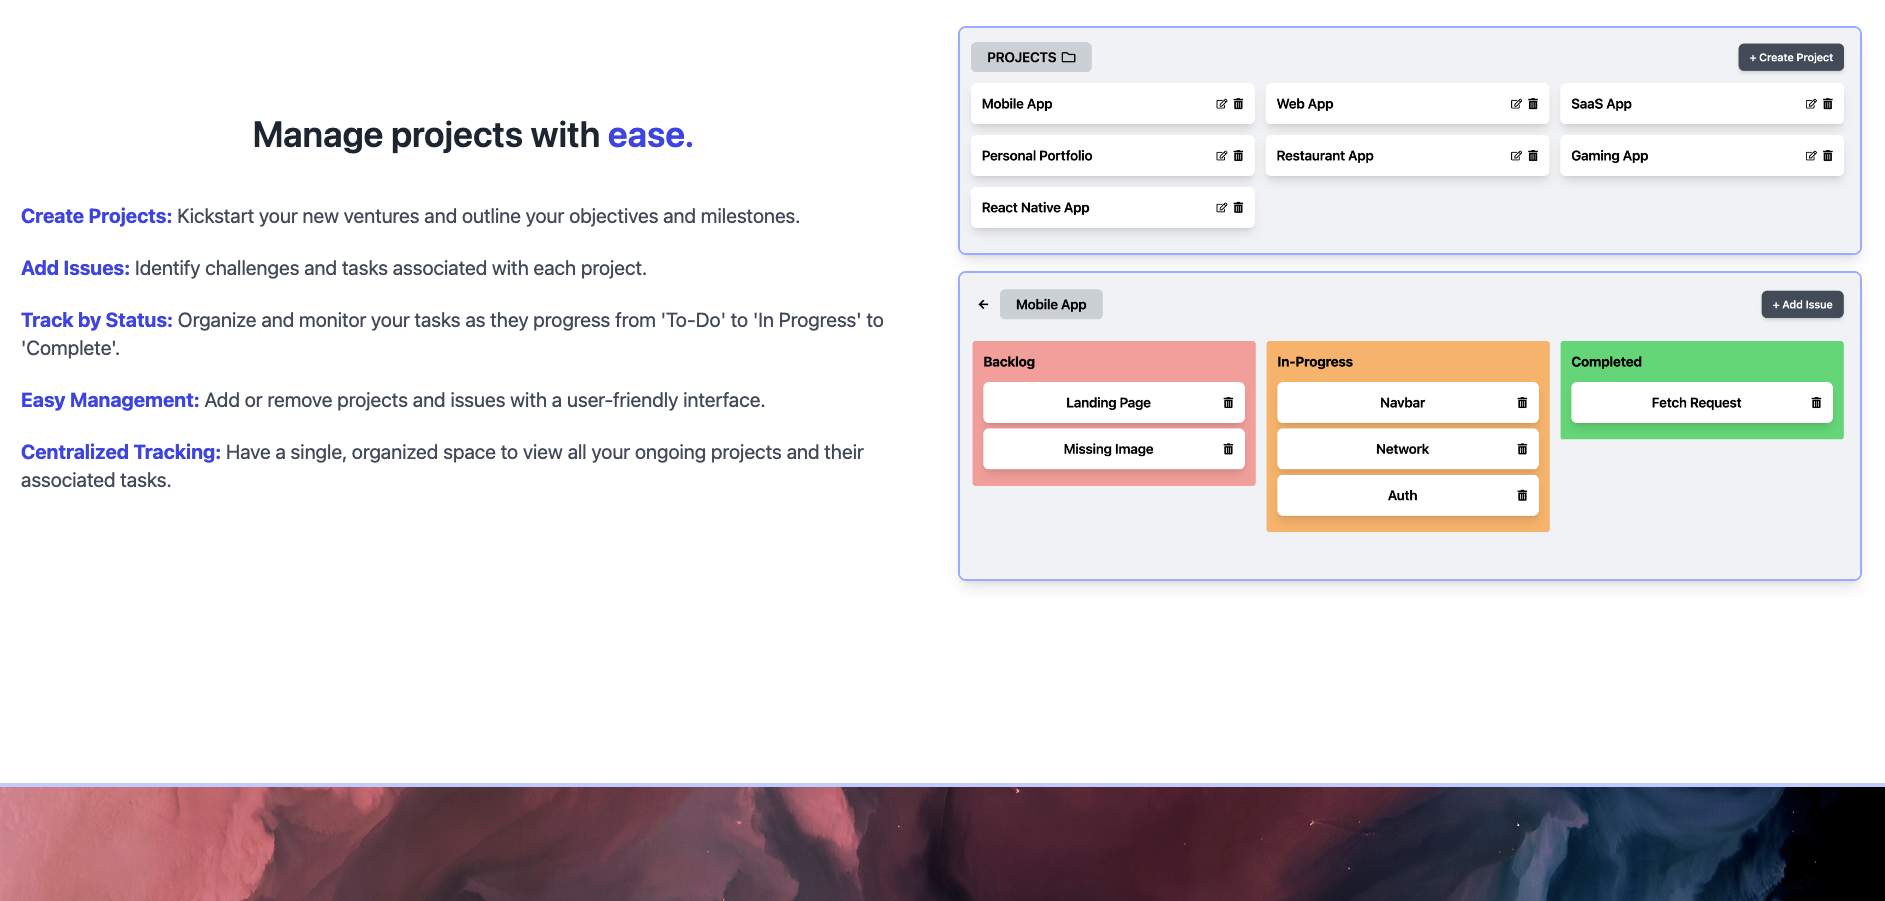 Manage projects with ease.
Create Projects: Kickstart your new ventures and outline your objectives and milestones.
Add Issues: Identify challenges and tasks associated with each project.
Track by Status: Organize and monitor your tasks as they progress from 'To-Do' to 'In Progress' to
'Complete'.
Easy Management: Add or remove projects and issues with a user-friendly interface.
Centralized Tracking: Have a single, organized space to view all your ongoing projects and their
associated tasks.
PROJECTS
+ Create Project
Mobile App
Web App
SaaS App
Personal Portfolio
Restaurant App
Gaming App
React Native App
Mobile App
+ Add Issue
Backlog
Landing Page
Missing Image
In-Progress
Navbar
Network
Auth
Completed
Fetch Request